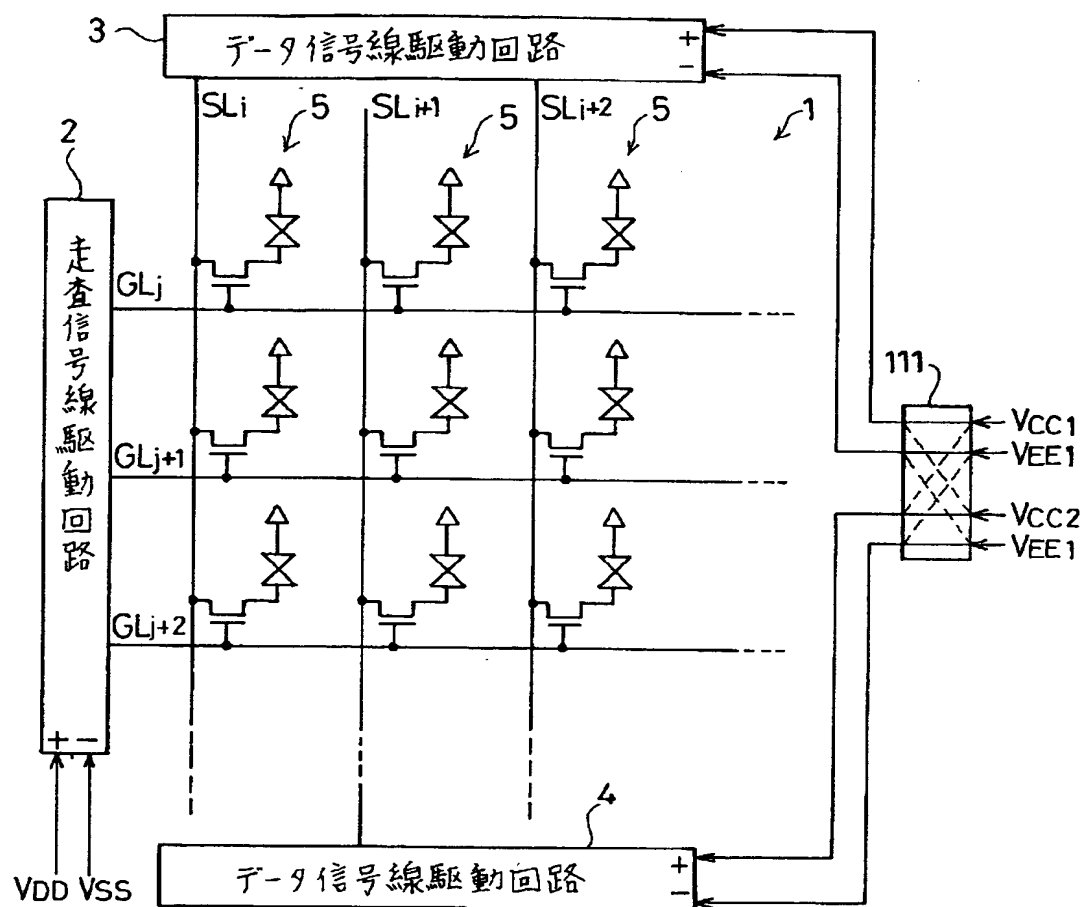 3
データ信号線駆動回路
+
−
SLi
SLi+1
SLi+2
5
5
5
1
2
走査信号線駆動回路
GLj
GLj+1
GLj+2
111
VCC1
VEE1
VCC2
VEE1
+ −
VDD VSS
4
データ信号線駆動回路
+
−